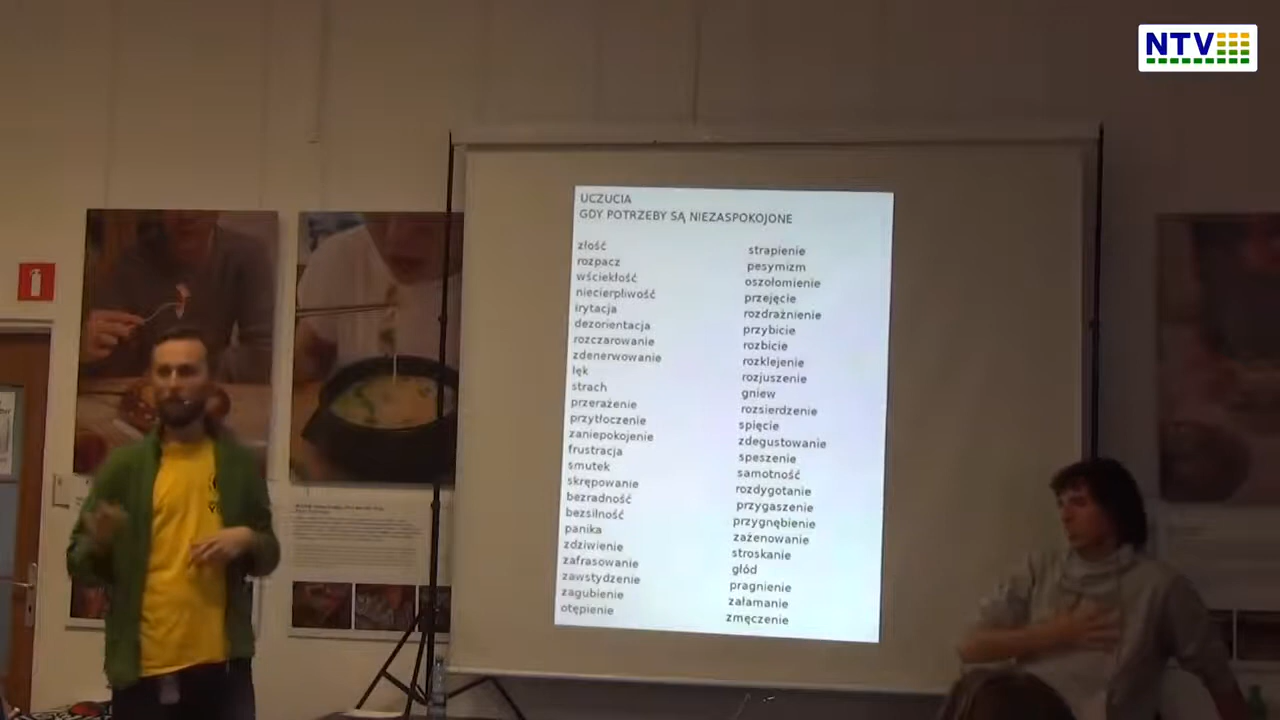 NTV
UCZUCIA
GDY POTRZEBY SĄ NIEZASPOKOJONE
złość
rozpacz
wściekłość
niecierpliwość
irytacja
dezorientacja
rozczarowanie
zdenerwowanie
lęk
strach
przerażenie
przytłoczenie
zaniepokojenie
frustracja
smutek
skrępowanie
bezradność
bezsilność
panika
zdziwienie
zafrasowanie
zawstydzenie
zagubienie
otępienie
strapienie
pesymizm
oszołomienie
przejęcie
rozdrażnienie
przybicie
rozbicie
rozklejenie
rozjuszenie
gniew
rozsierdzenie
spięcie
zdegustowanie
speszenie
samotność
rozdygotanie
przygaszenie
przygnębienie
zażenowanie
stroskanie
głód
pragnienie
załamanie
zmęczenie